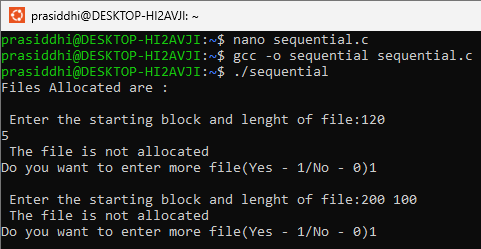 prasiddhi@DESKTOP-HI2AVJI: ~
prasiddhi@DESKTOP-HI2AVJI:~$ nano sequential.c
prasiddhi@DESKTOP-HI2AVJI:~$ gcc -o sequential sequential.c
prasiddhi@DESKTOP-HI2AVJI:~$ ./sequential
Files Allocated are :
Enter the starting block and lenght of file:120
5
The file is not allocated
Do you want to enter more file(Yes - 1/No - 0)1
Enter the starting block and lenght of file:200 100
The file is not allocated
Do you want to enter more file(Yes - 1/No - 0)1